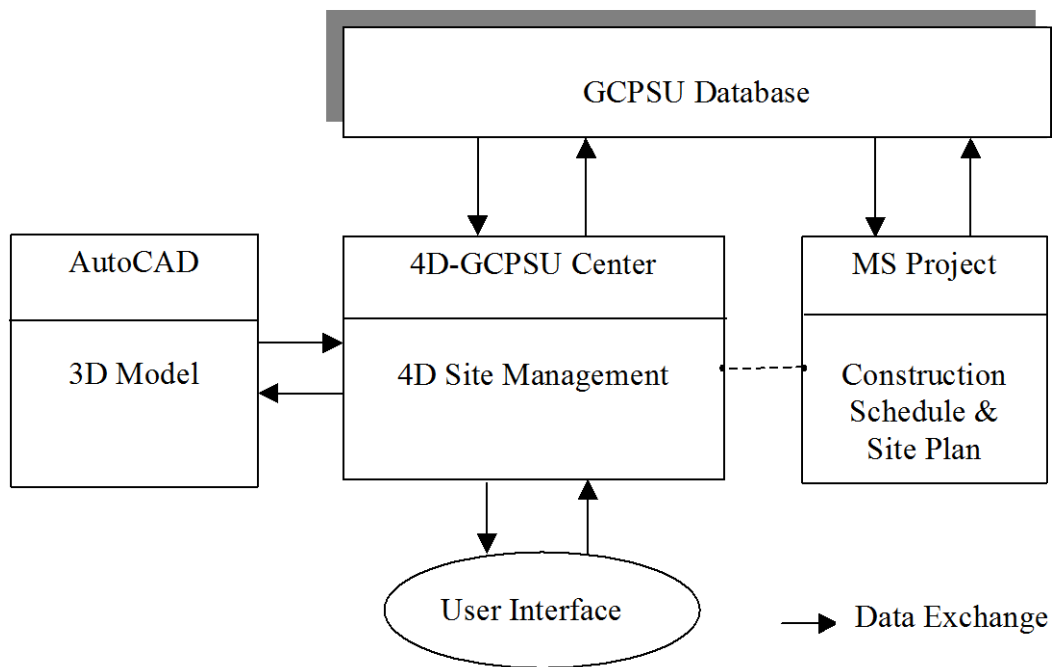 GCPSU Database
AutoCAD
3D Model
4D-GCPSU Center
4D Site Management
MS Project
Construction
Schedule &
Site Plan
User Interface
Data Exchange